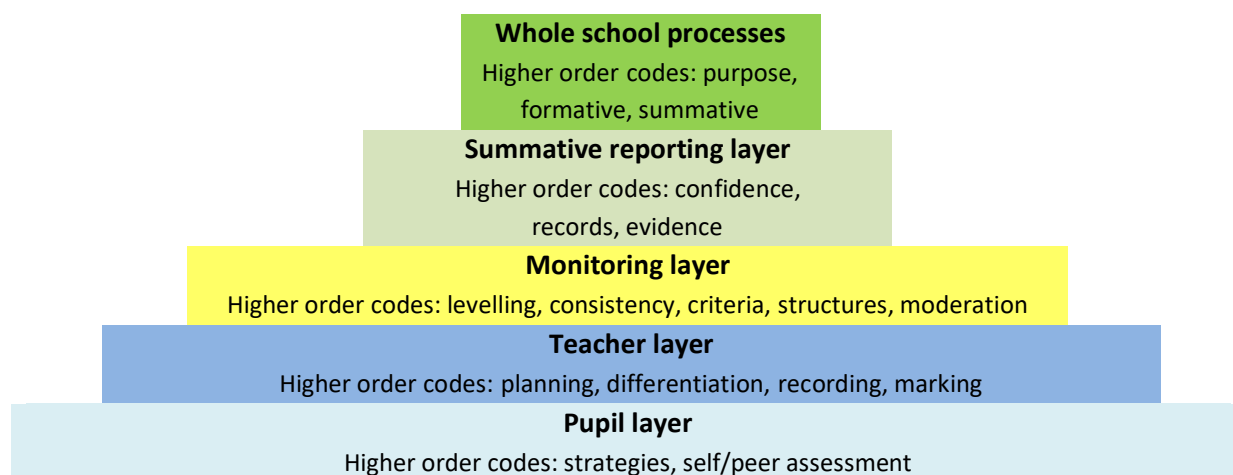 Whole school processes
Higher order codes: purpose,
formative, summative
Summative reporting layer
Higher order codes: confidence,
records, evidence
Monitoring layer
Higher order codes: levelling, consistency, criteria, structures, moderation
Teacher layer
Higher order codes: planning, differentiation, recording, marking
Pupil layer
Higher order codes: strategies, self/peer assessment